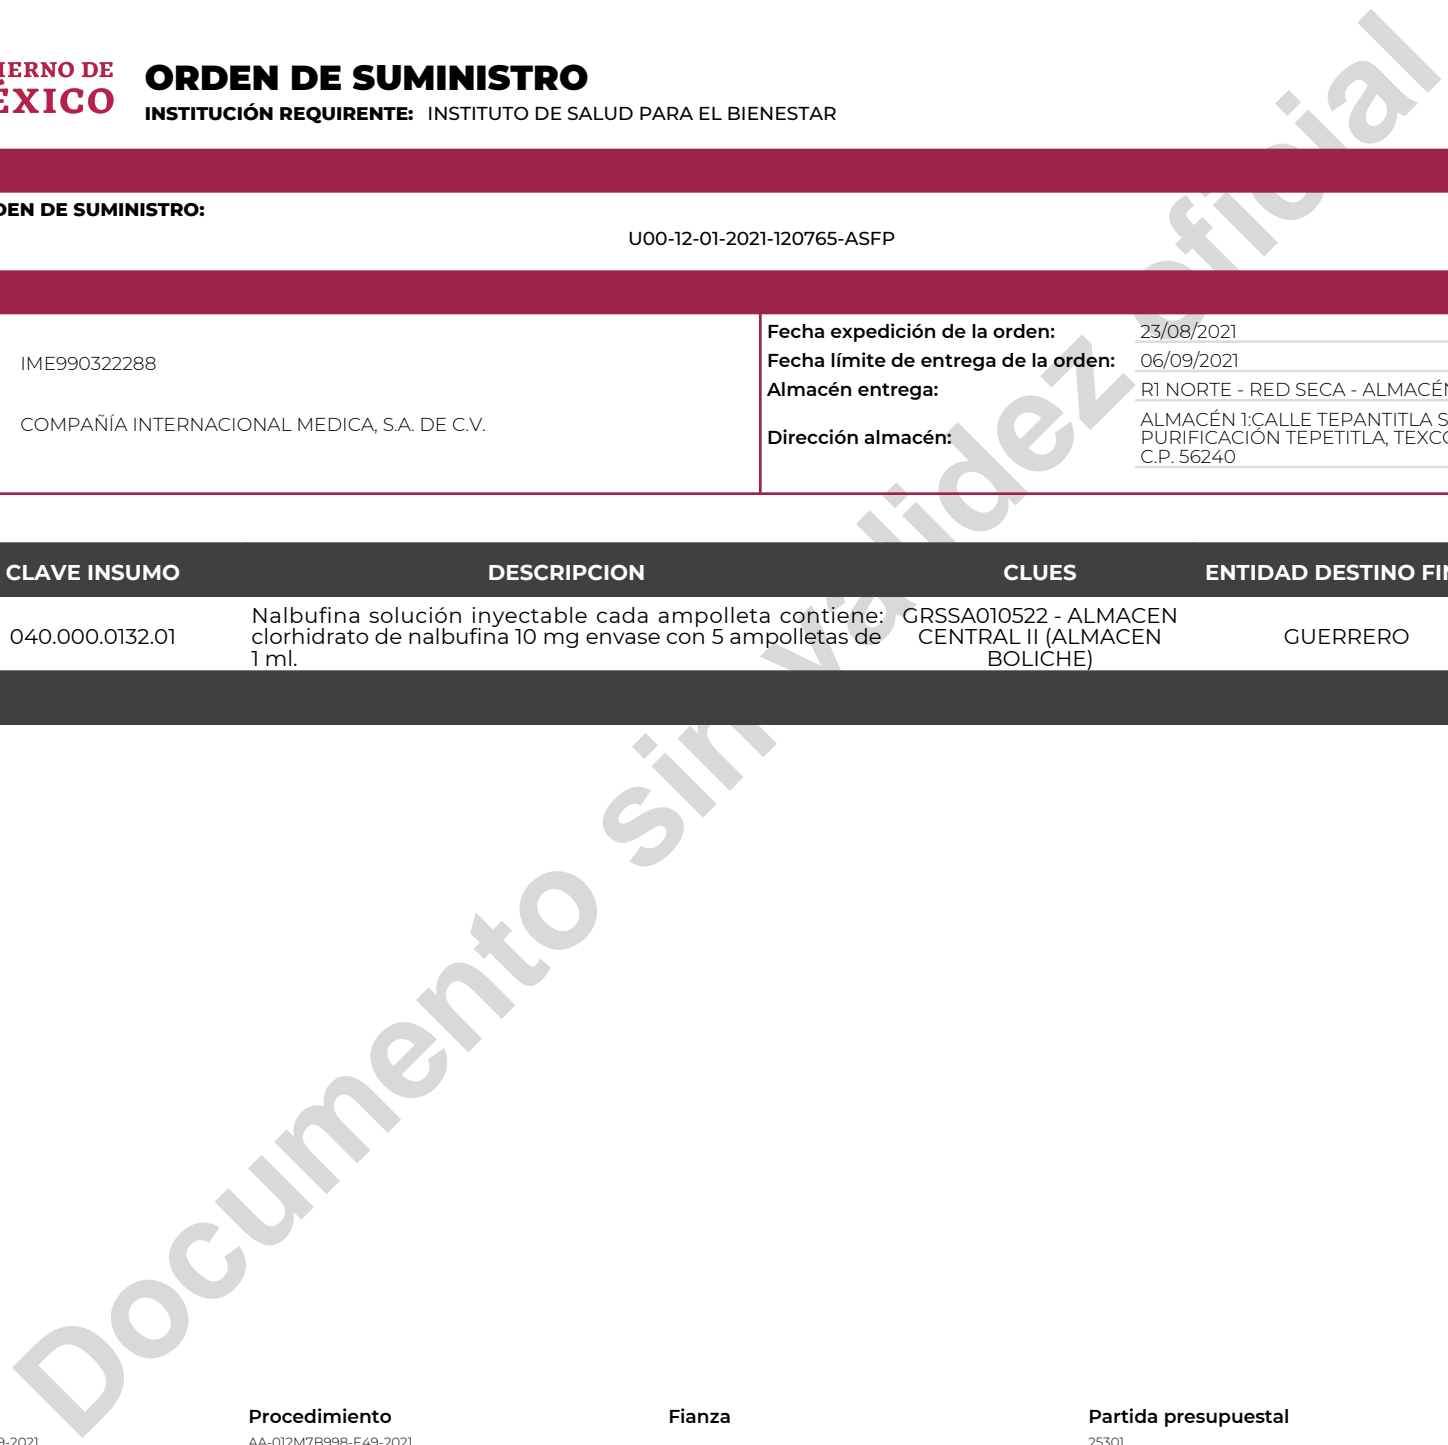 IERNO DE
ÉXICO
ORDEN DE SUMINISTRO
INSTITUCIÓN REQUIRENTE: INSTITUTO DE SALUD PARA EL BIENESTAR
DEN DE SUMINISTRO:
U00-12-01-2021-120765-ASFP
IME990322288
COMPAÑÍA INTERNACIONAL MEDICA, S.A. DE C.V.
Fecha expedición de la orden: 23/08/2021
Fecha límite de entrega de la orden: 06/09/2021
Almacén entrega: R1 NORTE - RED SECA - ALMACÉN
Dirección almacén:
ALMACÉN 1:CALLE TEPANTITLA S
PURIFICACIÓN TEPETITLA, TEXCO
C.P. 56240
CLAVE INSUMO DESCRIPCION CLUES ENTIDAD DESTINO FIN
040.000.0132.01
Nalbufina solución inyectable cada ampolleta contiene:
clorhidrato de nalbufina 10 mg envase con 5 ampolletas de
1 ml.
GRSSA010522 - ALMACEN
CENTRAL II (ALMACEN
BOLICHE)
GUERRERO
Documento sin validez oficial
Procedimiento Fianza Partida presupuestal
9-2021 AA-012M7B998-E49-2021 25301